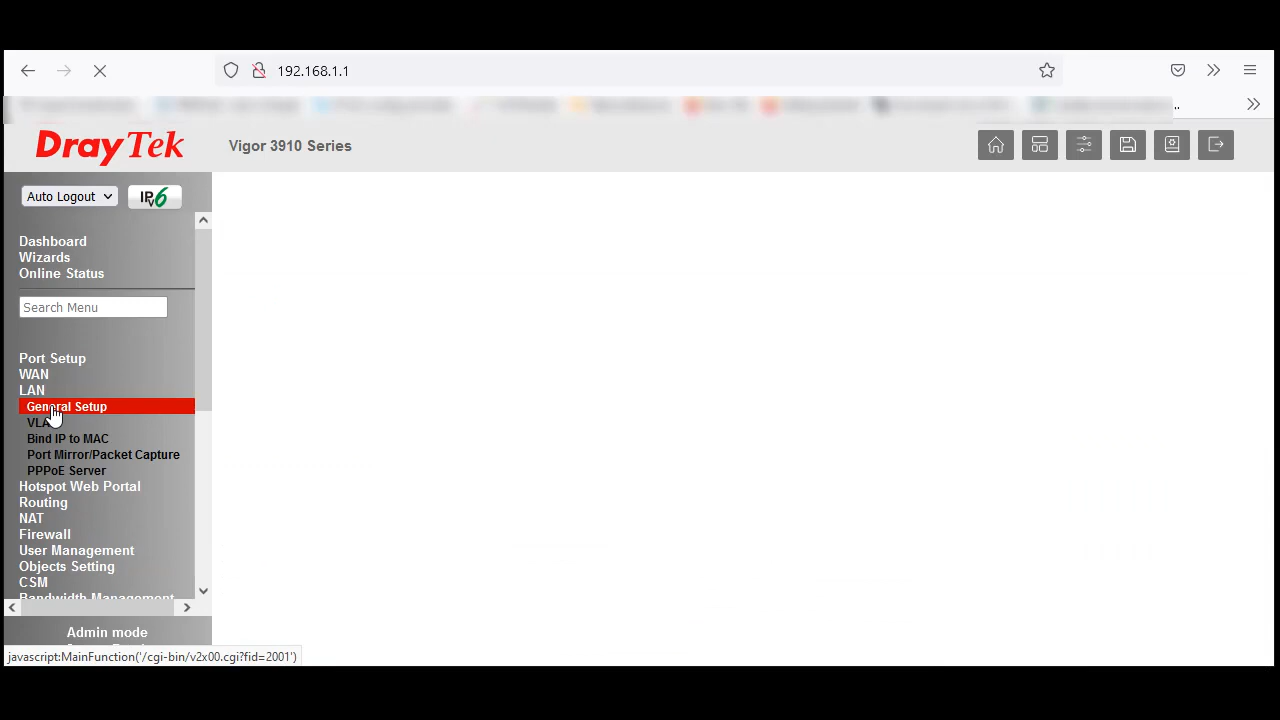 192.168.1.1
DrayTek
Vigor 3910 Series
Auto Logout
IPv6
Dashboard
Wizards
Online Status
Search Menu
Port Setup
WAN
LAN
General Setup
Bind IP to MAC
Port Mirror/Packet Capture
PPPoE Server
Hotspot Web Portal
Routing
NAT
Firewall
User Management
Objects Setting
CSM
Bandwidth Management
Admin mode
javascript:MainFunction('/cgi-bin/v2x00.cgi?fid=2001')